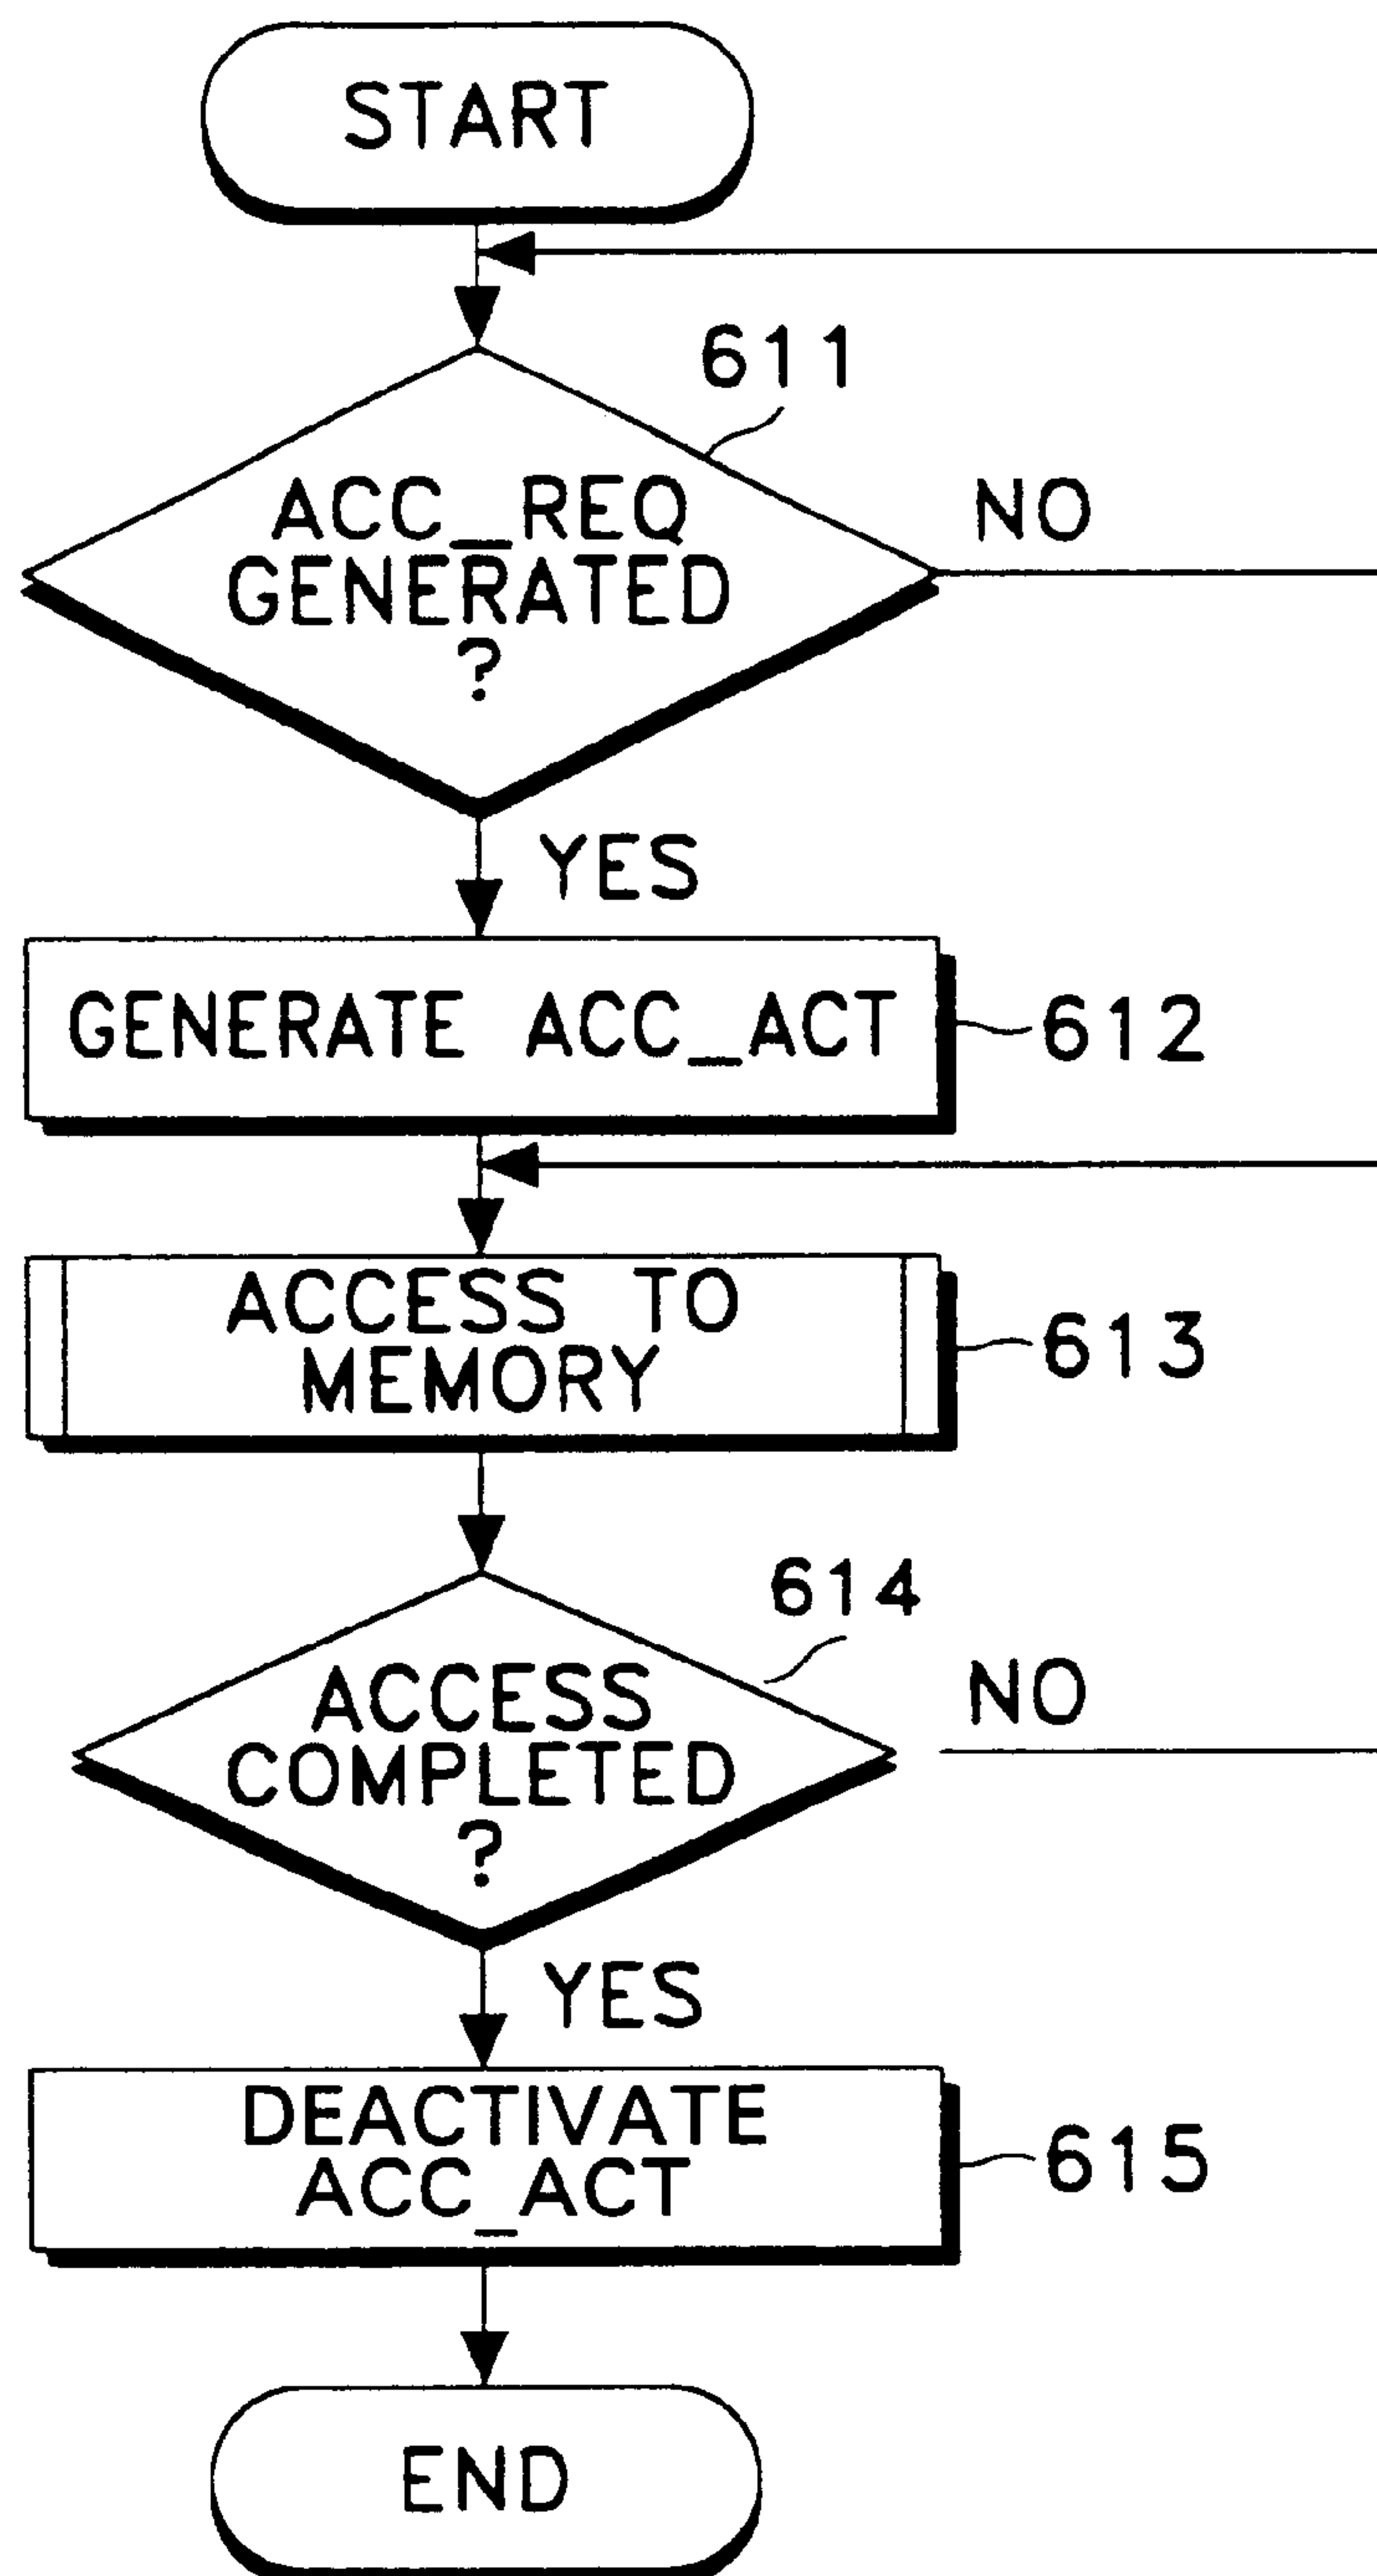 START
611
ACC_REQ
GENERATED
?
NO
YES
GENERATE ACC_ACT
612
ACCESS TO
MEMORY
613
614
ACCESS
COMPLETED
?
NO
YES
DEACTIVATE
ACC_ACT
615
END